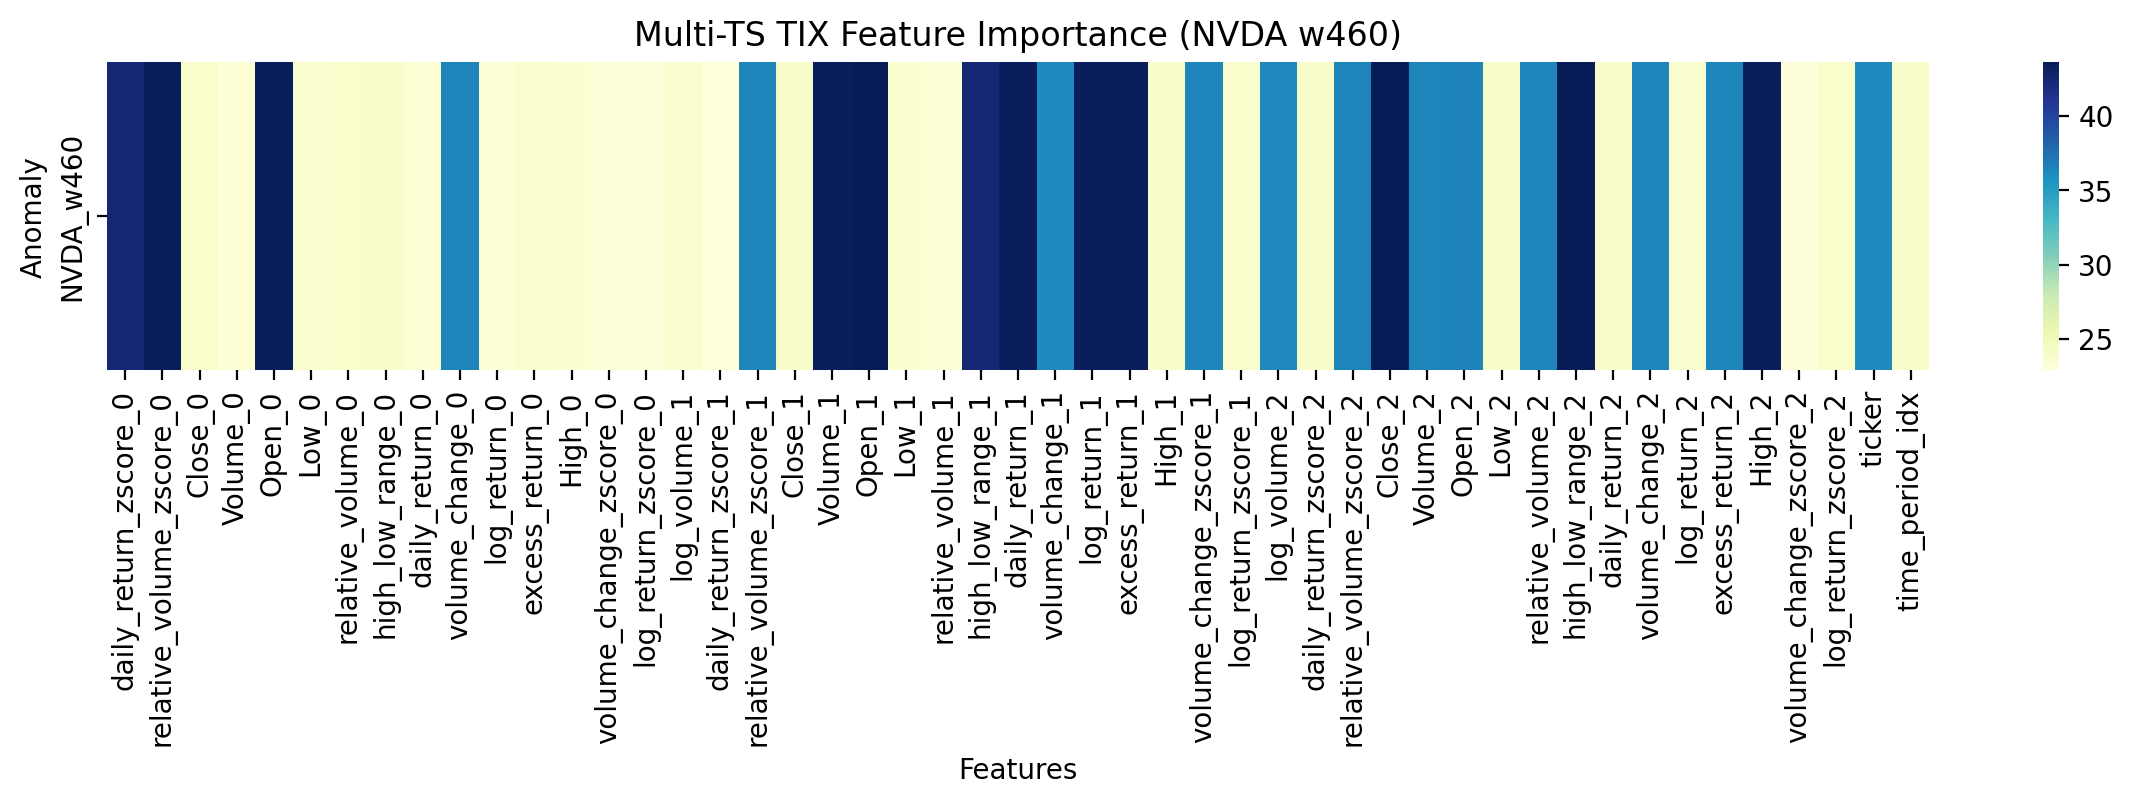 Multi-TS TIX Feature Importance (NVDA w460)
Anomaly
NVDA_w460
40
35
30
25
daily_return_zscore_0
relative_volume_zscore_0
Close_0
Volume_0
Open_0
Low_0
relative_volume_0
high_low_range_0
daily_return_0
volume_change_0
log_return_0
excess_return_0
High_0
volume_change_zscore_0
log_return_zscore_0
log_volume_1
daily_return_zscore_1
relative_volume_zscore_1
Close_1
Volume_1
Open_1
Low_1
relative_volume_1
high_low_range_1
daily_return_1
volume_change_1
log_return_1
excess_return_1
High_1
volume_change_zscore_1
log_return_zscore_1
log_volume_2
daily_return_zscore_2
relative_volume_zscore_2
Close_2
Volume_2
Open_2
Low_2
relative_volume_2
high_low_range_2
daily_return_2
volume_change_2
log_return_2
excess_return_2
High_2
volume_change_zscore_2
log_return_zscore_2
ticker
time_period_idx
Features